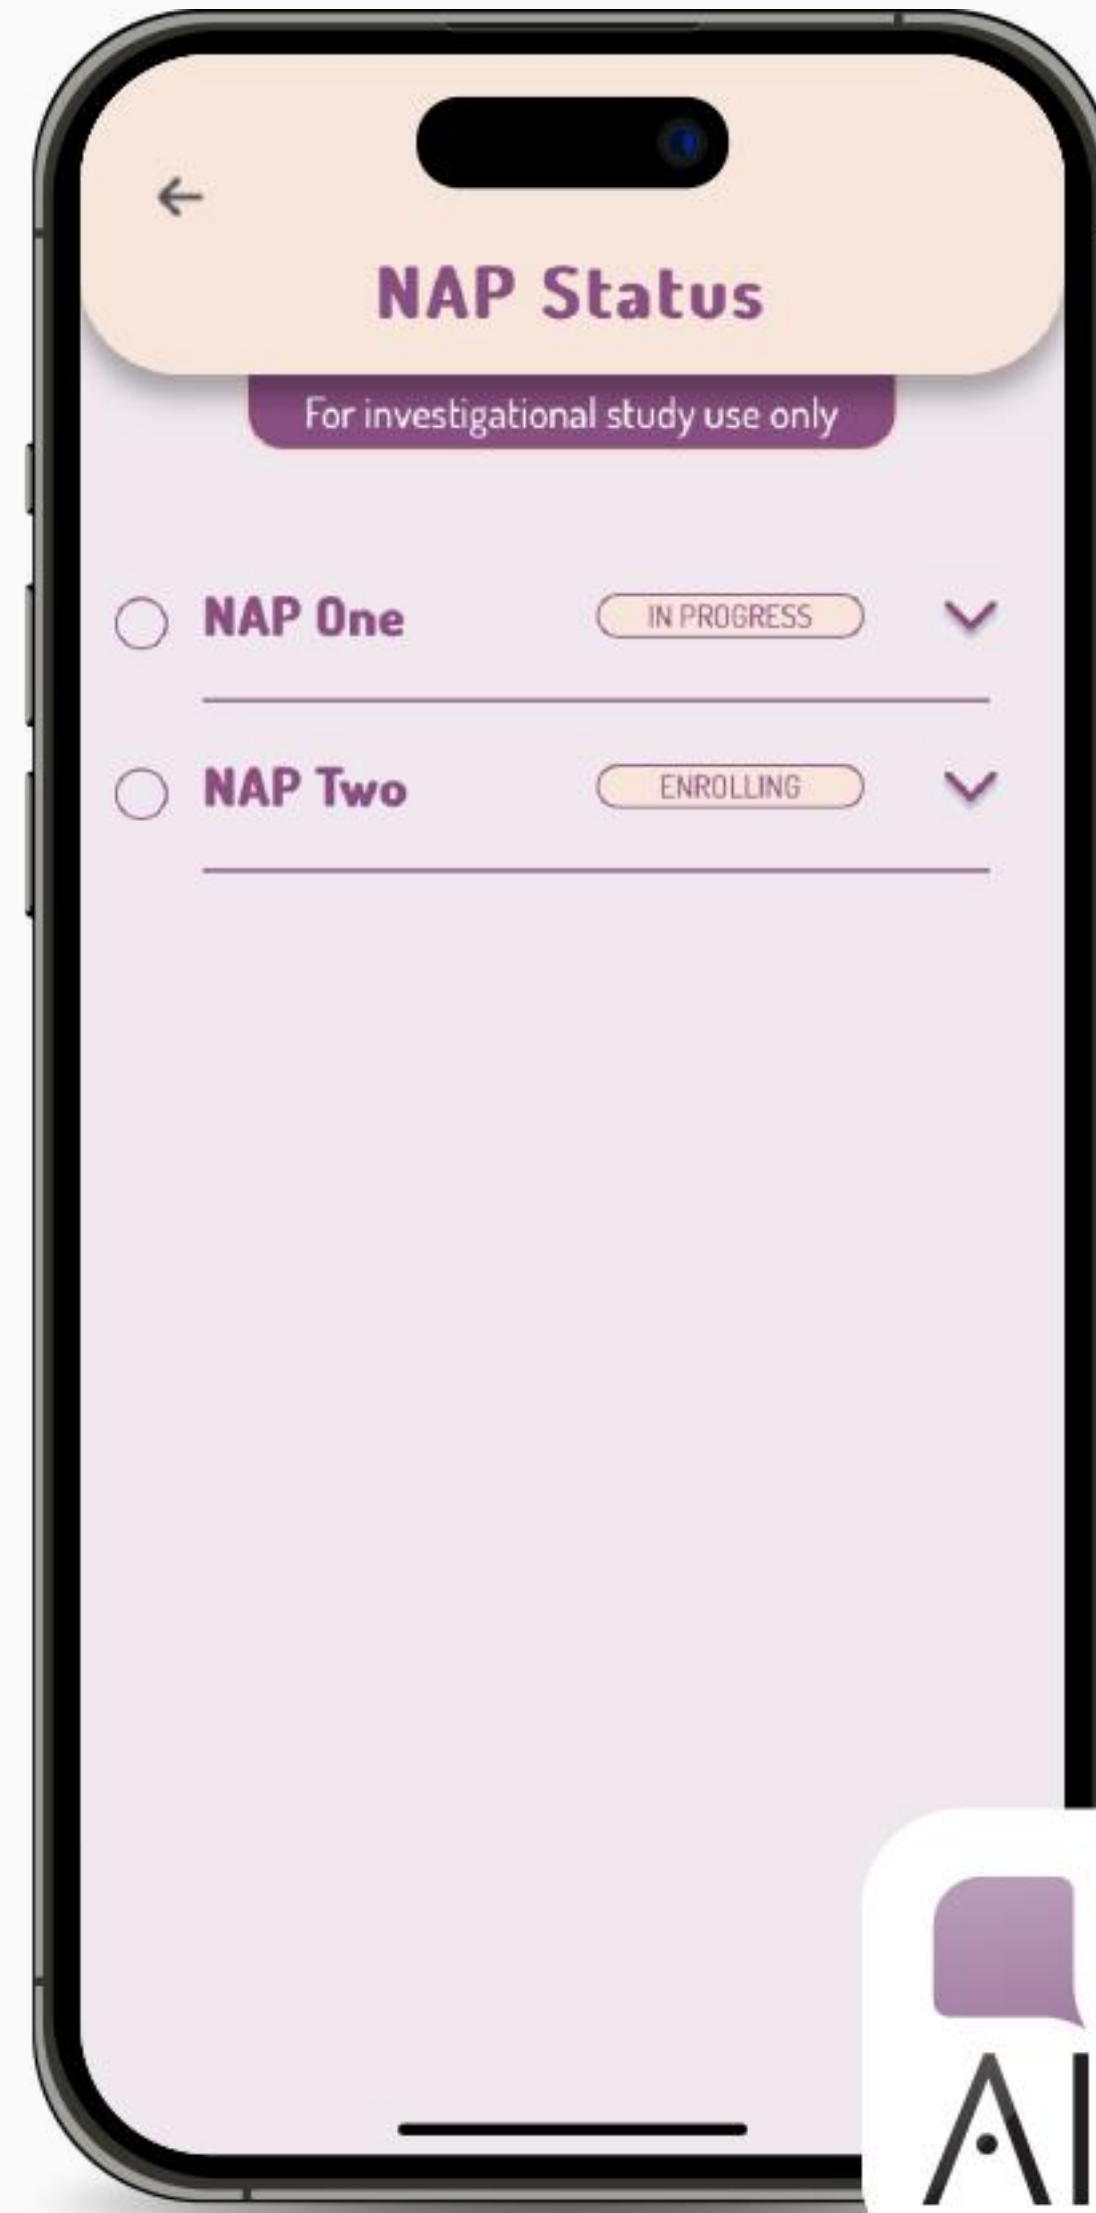 NAP Status
For investigational study use only
NAP One
IN PROGRESS
NAP Two
ENROLLING
AI